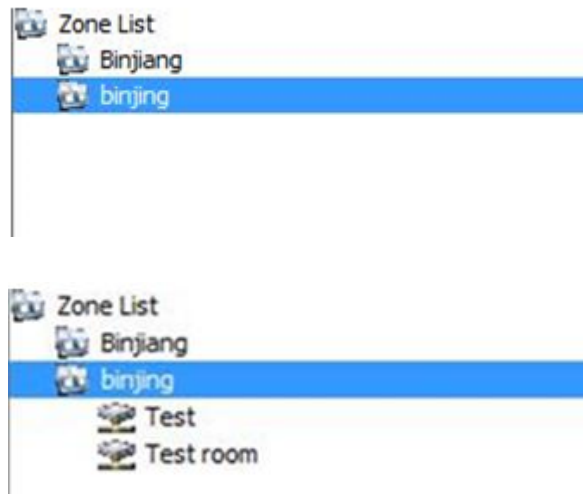 Zone List
Binjiang
binjing
Zone List
Binjiang
binjing
Test
Test room